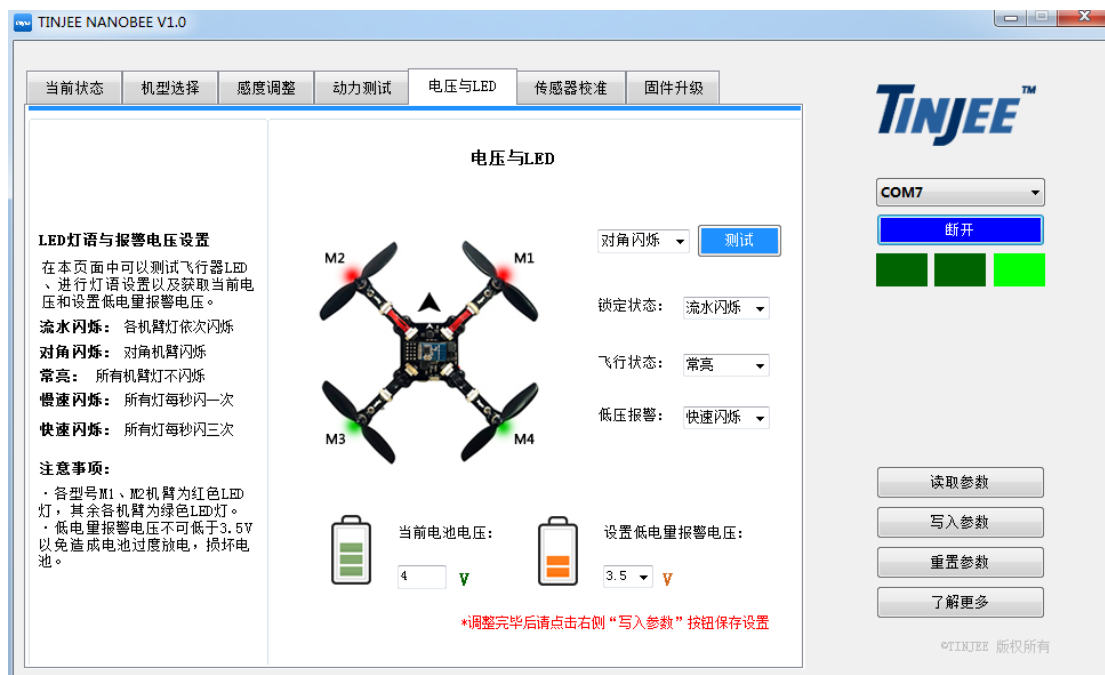 TINJEE NANOBEE V1.0
当前状态
机型选择
感度调整
动力测试
电压与LED
传感器校准
固件升级
电压与LED
LED灯语与报警电压设置
在本页面中可以测试飞行器LED
、进行灯语设置以及获取当前电
压和设置低电量报警电压。
流水闪烁： 各机臂灯依次闪烁
对角闪烁： 对角机臂闪烁
常亮： 所有机臂灯不闪烁
慢速闪烁： 所有灯每秒闪一次
快速闪烁： 所有灯每秒闪三次
注意事项：
·各型号M1、M2机臂为红色LED
灯，其余各机臂为绿色LED灯。
·低电量报警电压不可低于3.5V
以免造成电池过度放电，损坏电
池。
M2
M1
M3
M4
对角闪烁
测试
锁定状态： 流水闪烁
飞行状态： 常亮
低压报警： 快速闪烁
当前电池电压：
4 V
设置低电量报警电压：
3.5 V
*调整完毕后请点击右侧“写入参数”按钮保存设置
TINJEE™
COM7
断开
读取参数
写入参数
重置参数
了解更多
©TINJEE 版权所有